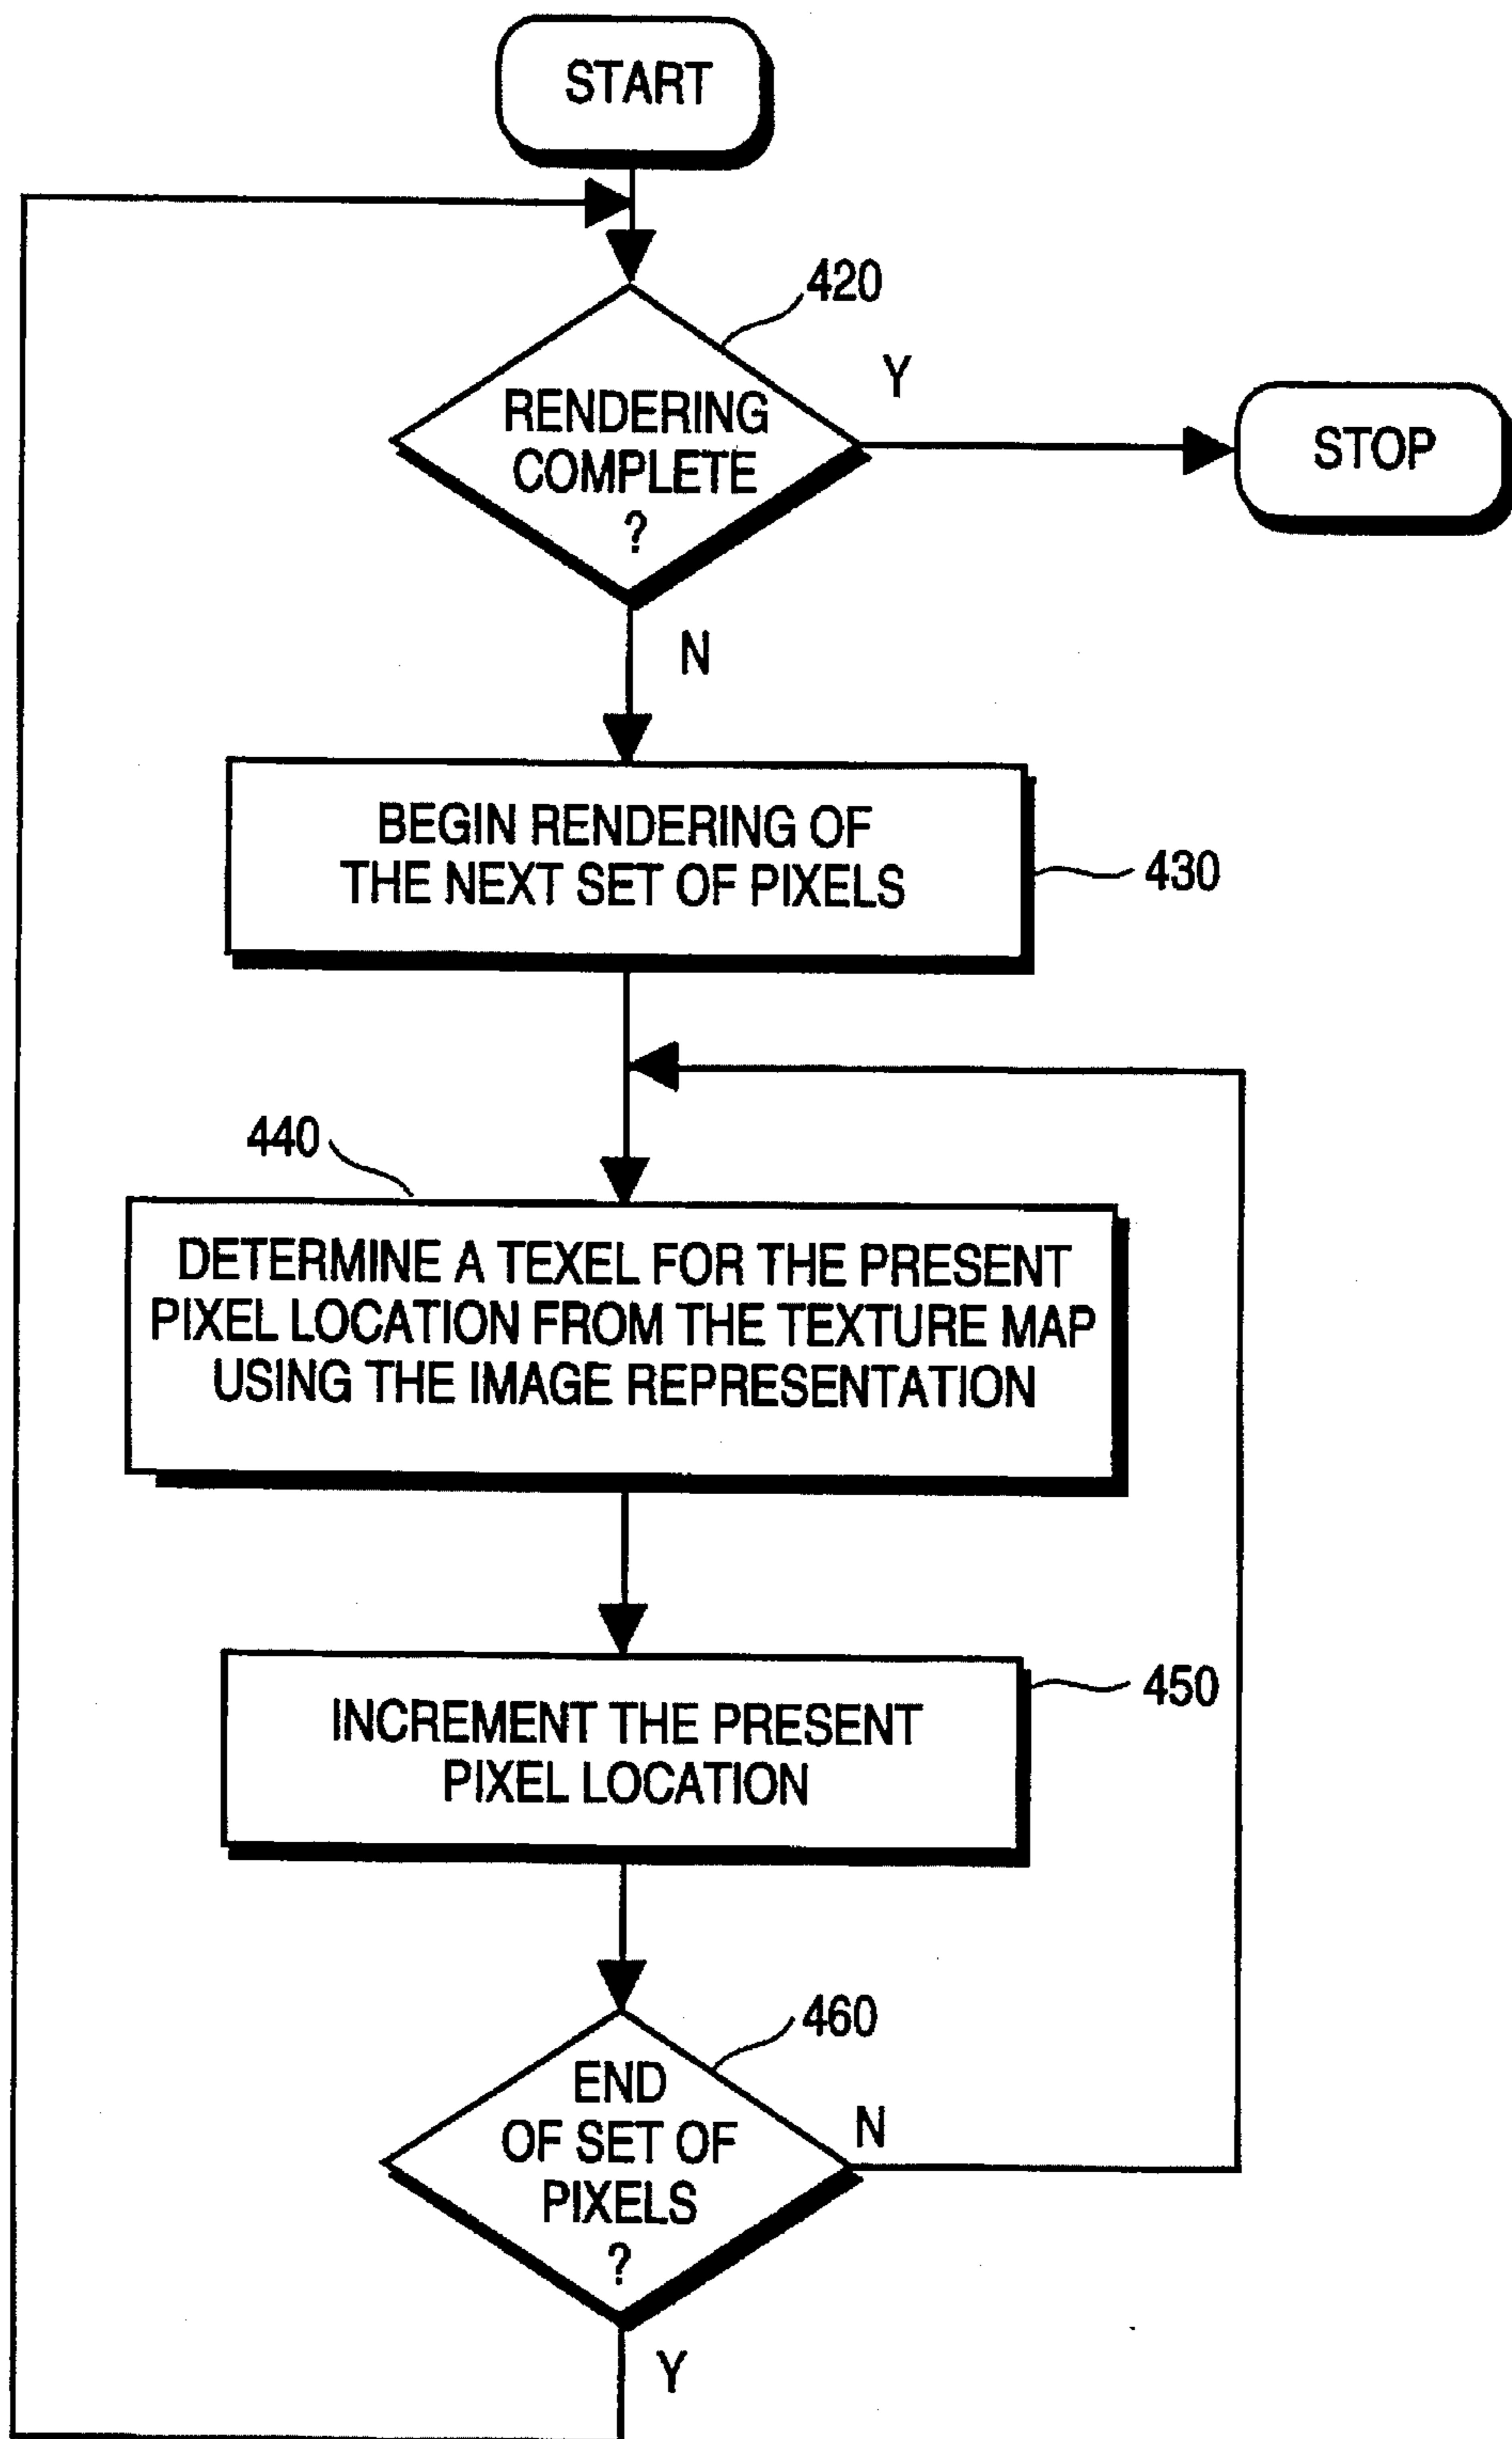 START
420
Y
RENDERING
COMPLETE
?
STOP
N
BEGIN RENDERING OF
THE NEXT SET OF PIXELS
430
440
DETERMINE A TEXEL FOR THE PRESENT
PIXEL LOCATION FROM THE TEXTURE MAP
USING THE IMAGE REPRESENTATION
INCREMENT THE PRESENT
PIXEL LOCATION
450
460
END
OF SET OF
PIXELS
?
N
Y